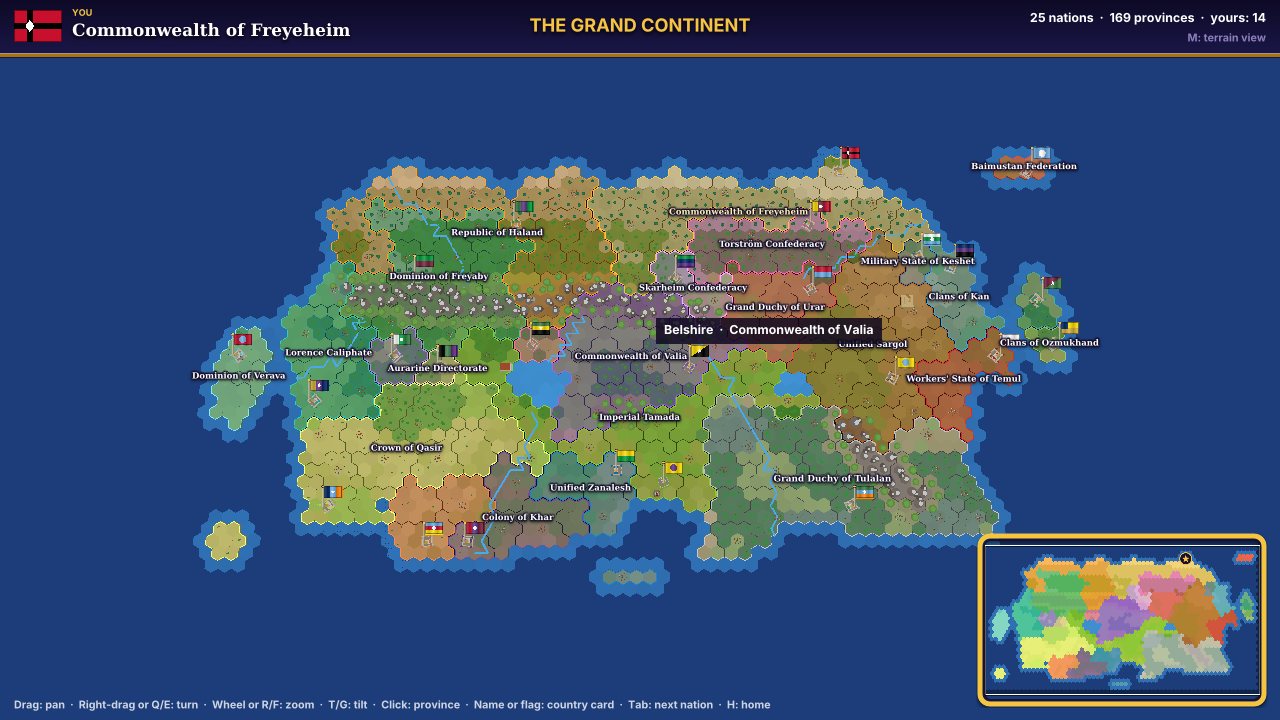 YOU
Commonwealth of Freyeheim
THE GRAND CONTINENT
25 nations · 169 provinces · yours: 14
M: terrain view
Baimustan Federation
Commonwealth of Freyeheim
Republic of Haland
Torström Confederacy
Military State of Keshet
Dominion of Freyaby
Skarheim Confederacy
Clans of Kan
Grand Duchy of Urar
Belshire · Commonwealth of Valia
Unified Sargol
Clans of Ozmukhand
Lorence Caliphate
Commonwealth of Valia
Aurarine Directorate
Dominion of Verava
Workers' State of Temul
Imperial Tamada
Crown of Qasir
Grand Duchy of Tulalan
Unified Zanalesh
Colony of Khar
Drag: pan · Right-drag or Q/E: turn · Wheel or R/F: zoom · T/G: tilt · Click: province · Name or flag: country card · Tab: next nation · H: home